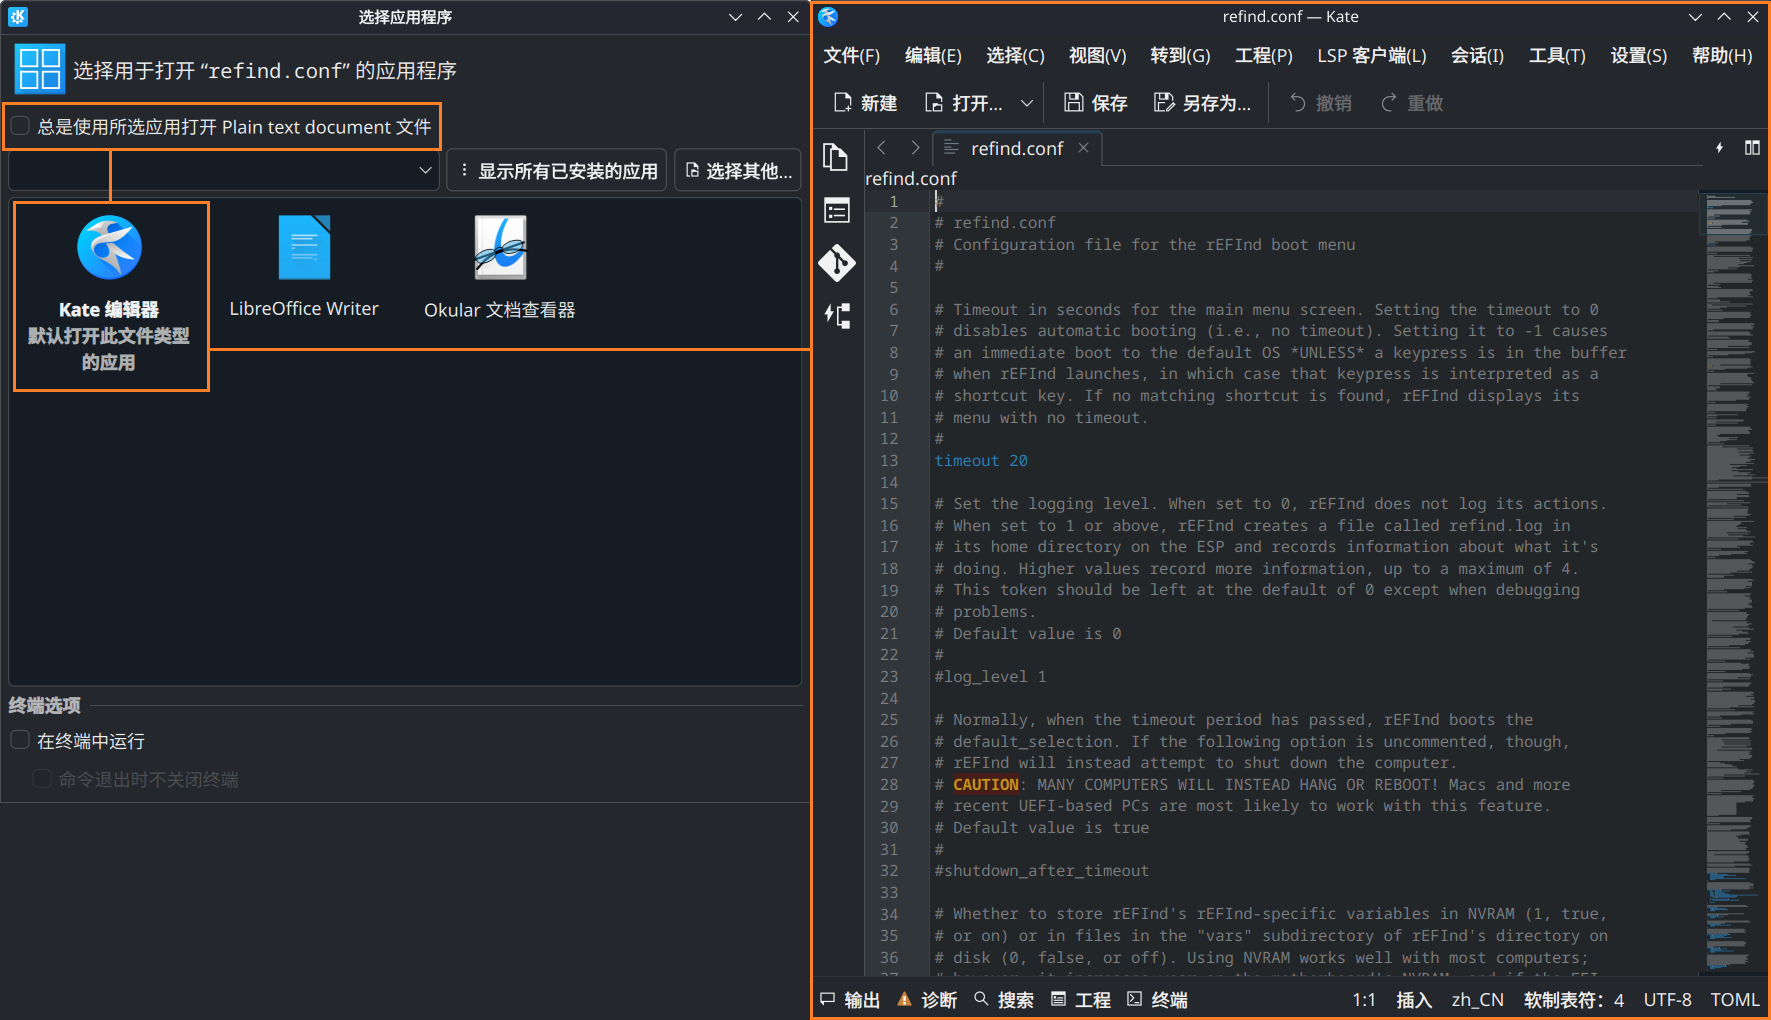 选择应用程序
选择用于打开 “refind.conf” 的应用程序
总是使用所选应用打开 Plain text document 文件
显示所有已安装的应用
选择其他...
Kate 编辑器
默认打开此文件类型
的应用
LibreOffice Writer
Okular 文档查看器
终端选项
在终端中运行
命令退出时不关闭终端
refind.conf — Kate
文件(F) 编辑(E) 选择(C) 视图(V) 转到(G) 工程(P) LSP 客户端(L) 会话(I) 工具(T) 设置(S) 帮助(H)
新建 打开... 保存 另存为... 撤销 重做
refind.conf
refind.conf
1 #
2 # refind.conf
3 # Configuration file for the rEFInd boot menu
4 #
5
6 # Timeout in seconds for the main menu screen. Setting the timeout to 0
7 # disables automatic booting (i.e., no timeout). Setting it to -1 causes
8 # an immediate boot to the default OS *UNLESS* a keypress is in the buffer
9 # when rEFInd launches, in which case that keypress is interpreted as a
10 # shortcut key. If no matching shortcut is found, rEFInd displays its
11 # menu with no timeout.
12 #
13 timeout 20
14
15 # Set the logging level. When set to 0, rEFInd does not log its actions.
16 # When set to 1 or above, rEFInd creates a file called refind.log in
17 # its home directory on the ESP and records information about what it's
18 # doing. Higher values record more information, up to a maximum of 4.
19 # This token should be left at the default of 0 except when debugging
20 # problems.
21 # Default value is 0
22 #
23 #log_level 1
24
25 # Normally, when the timeout period has passed, rEFInd boots the
26 # default_selection. If the following option is uncommented, though,
27 # rEFInd will instead attempt to shut down the computer.
28 # CAUTION: MANY COMPUTERS WILL INSTEAD HANG OR REBOOT! Macs and more
29 # recent UEFI-based PCs are most likely to work with this feature.
30 # Default value is true
31 #
32 #shutdown_after_timeout
33
34 # Whether to store rEFInd's rEFInd-specific variables in NVRAM (1, true,
35 # or on) or in files in the "vars" subdirectory of rEFInd's directory on
36 # disk (0, false, or off). Using NVRAM works well with most computers;
输出 诊断 搜索 工程 终端 1:1 插入 zh_CN 软制表符：4 UTF-8 TOML